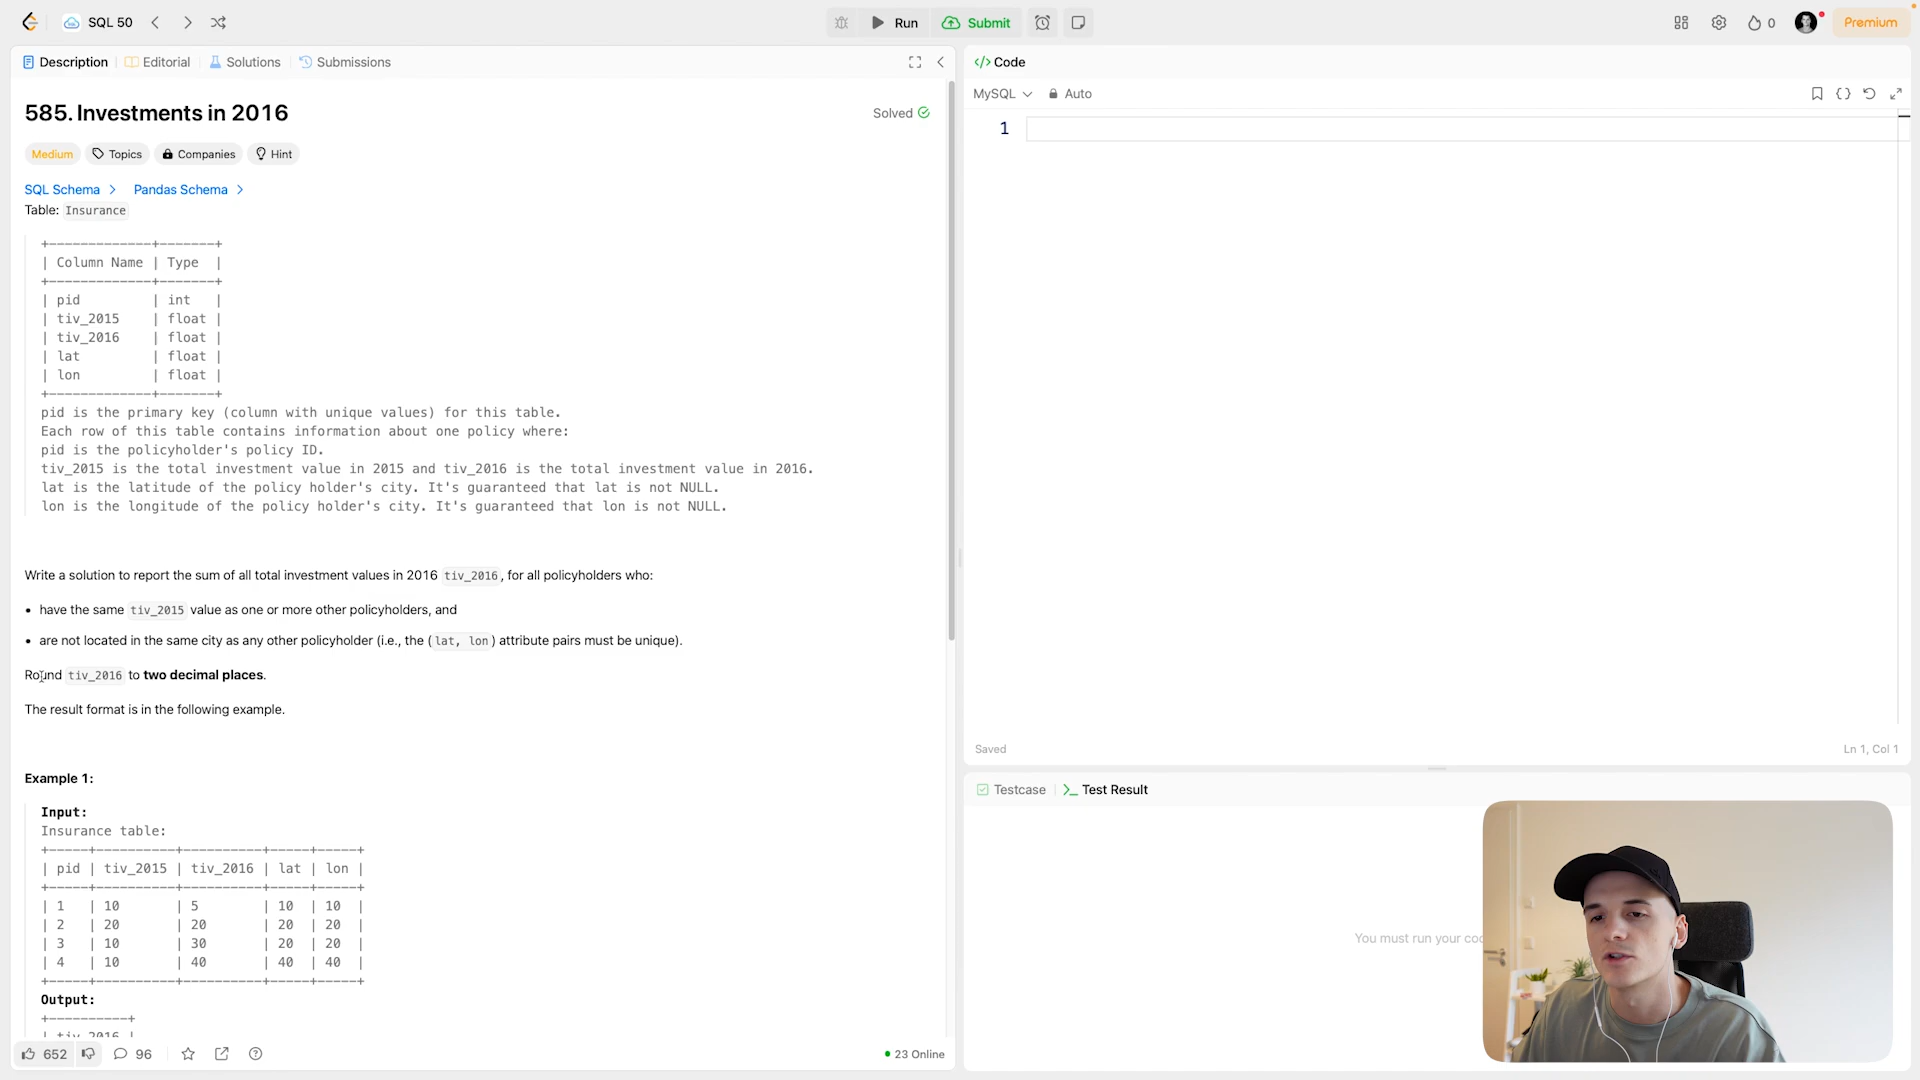 SQL 50
Run
Submit
0
Premium
Description
Editorial
Solutions
Submissions
585. Investments in 2016
Solved
Medium
Topics
Companies
Hint
SQL Schema
Pandas Schema
Table: Insurance
+-------------+-------+
| Column Name | Type  |
+-------------+-------+
| pid         | int   |
| tiv_2015    | float |
| tiv_2016    | float |
| lat         | float |
| lon         | float |
+-------------+-------+
pid is the primary key (column with unique values) for this table.
Each row of this table contains information about one policy where:
pid is the policyholder's policy ID.
tiv_2015 is the total investment value in 2015 and tiv_2016 is the total investment value in 2016.
lat is the latitude of the policy holder's city. It's guaranteed that lat is not NULL.
lon is the longitude of the policy holder's city. It's guaranteed that lon is not NULL.
Write a solution to report the sum of all total investment values in 2016 tiv_2016, for all policyholders who:
• have the same tiv_2015 value as one or more other policyholders, and
• are not located in the same city as any other policyholder (i.e., the (lat, lon) attribute pairs must be unique).
Round tiv_2016 to two decimal places.
The result format is in the following example.
Example 1:
Input:
Insurance table:
+-----+----------+----------+-----+-----+
| pid | tiv_2015 | tiv_2016 | lat | lon |
+-----+----------+----------+-----+-----+
| 1   | 10       | 5        | 10  | 10  |
| 2   | 20       | 20       | 20  | 20  |
| 3   | 10       | 30       | 20  | 20  |
| 4   | 10       | 40       | 40  | 40  |
+-----+----------+----------+-----+-----+
Output:
+----------+
| tiv_2016 |
652
96
23 Online
</> Code
MySQL
Auto
1
Saved
Ln 1, Col 1
Testcase
Test Result
You must run your